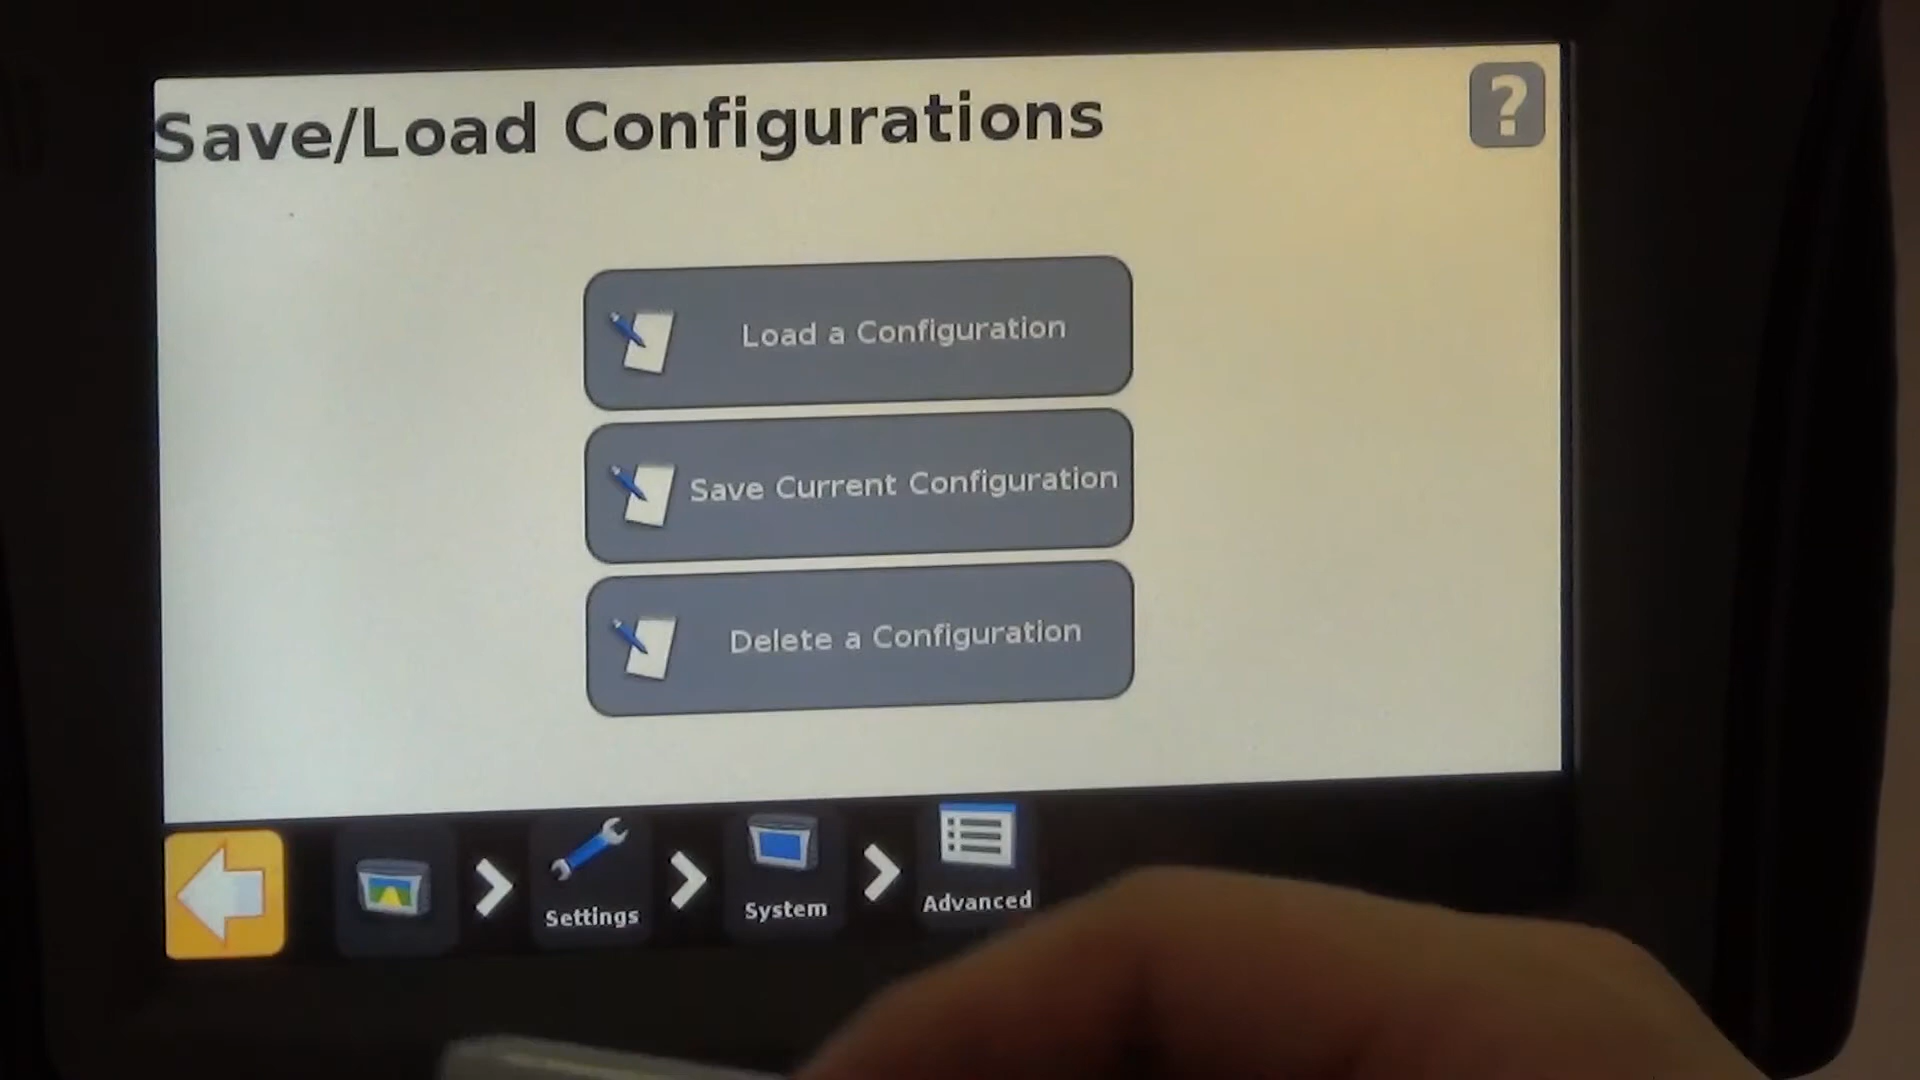 Save/Load Configurations
?
Load a Configuration
Save Current Configuration
Delete a Configuration
Settings
System
Advanced